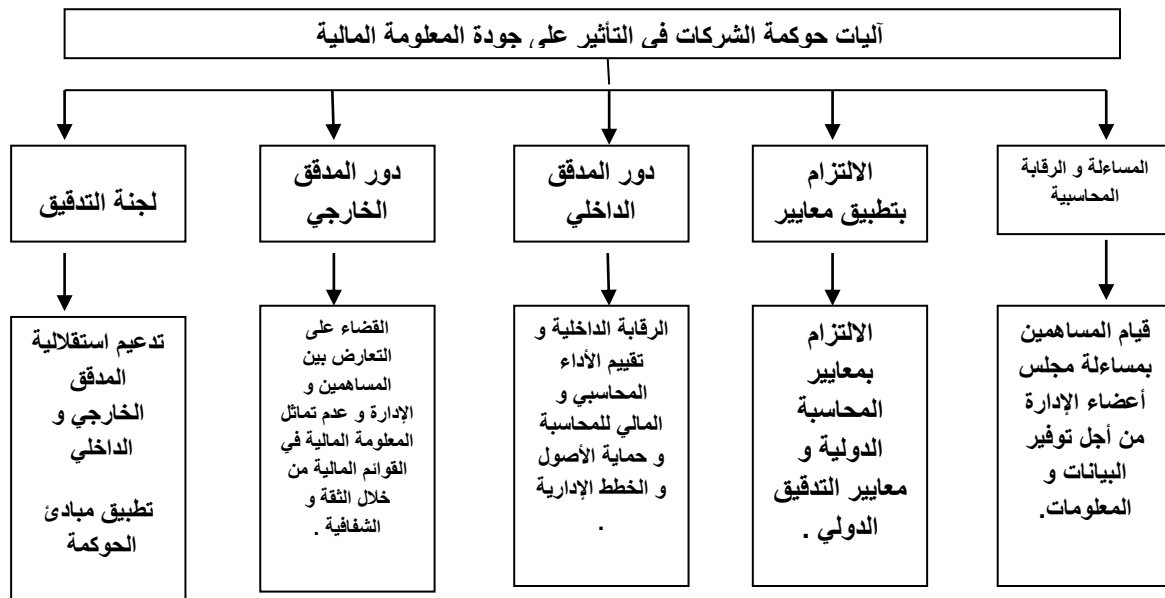 آليات حوكمة الشركات في التأثير على جودة المعلومة المالية
المساءلة و الرقابة
المحاسبية
الالتزام
بتطبيق معايير
دور المدقق
الداخلي
دور المدقق
الخارجي
لجنة التدقيق
قيام المساهمين
بمساءلة مجلس
أعضاء الإدارة
من أجل توفير
البيانات و
المعلومات.
الالتزام
بمعايير
المحاسبة
الدولية و
معايير التدقيق
الدولي .
الرقابة الداخلية و
تقييم الأداء
المحاسبي و
المالي للمحاسبة
و حماية الأصول
و الخطط الإدارية
.
القضاء على
التعارض بين
المساهمين و
الإدارة و عدم تماثل
المعلومة المالية في
القوائم المالية من
خلال الثقة و
الشفافية .
تدعيم استقلالية
المدقق
الخارجي و
الداخلي
تطبيق مبادئ
الحوكمة